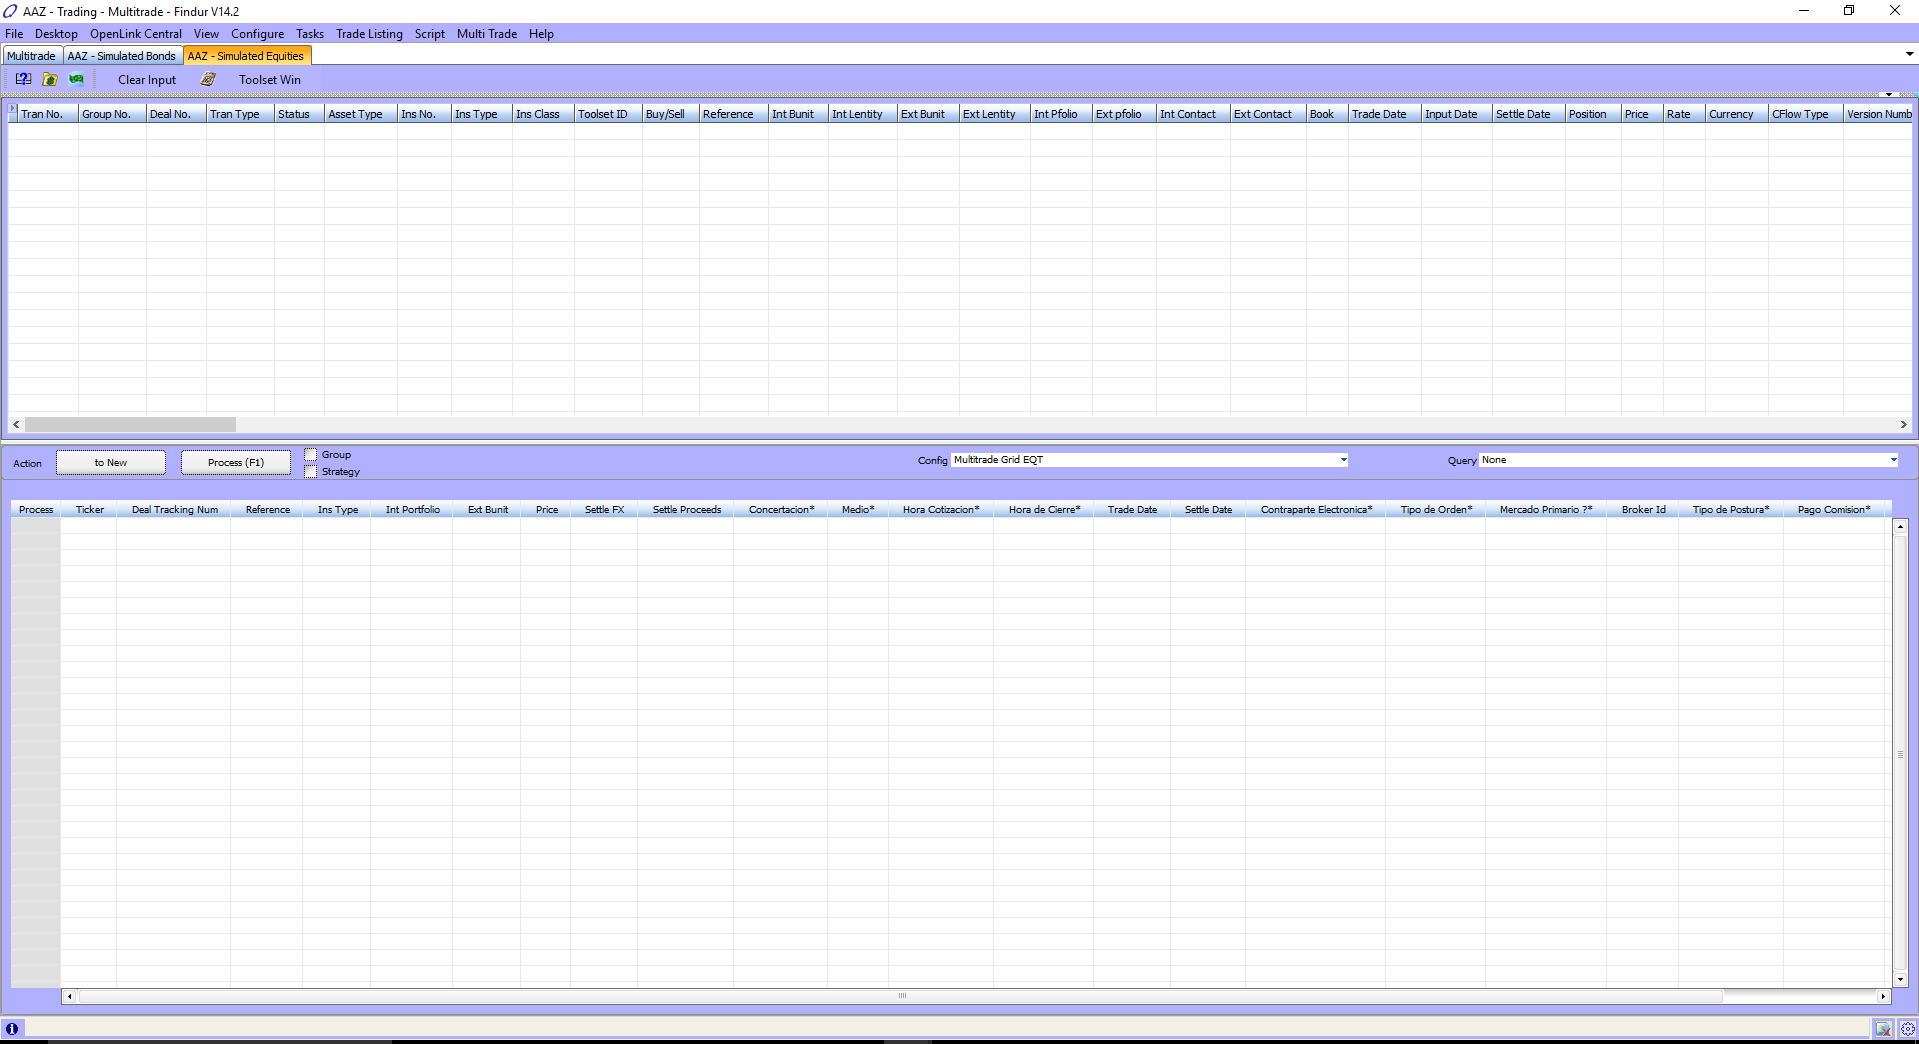 AAZ - Trading - Multitrade - Findur V14.2
File Desktop OpenLink Central View Configure Tasks Trade Listing Script Multi Trade Help
Multitrade AAZ - Simulated Bonds AAZ - Simulated Equities
Clear Input Toolset Win
Tran No. Group No. Deal No. Tran Type Status Asset Type Ins No. Ins Type Ins Class Toolset ID Buy/Sell Reference Int Bunit Int Lentity Ext Bunit Ext Lentity Int Pfolio Ext pfolio Int Contact Ext Contact Book Trade Date Input Date Settle Date Position Price Rate Currency CFlow Type Version Numb
Action to New Process (F1) Group Config Multitrade Grid EQT Query None
Strategy
Process Ticker Deal Tracking Num Reference Ins Type Int Portfolio Ext Bunit Price Settle FX Settle Proceeds Concertacion* Medio* Hora Cotizacion* Hora de Cierre* Trade Date Settle Date Contraparte Electronica* Tipo de Orden* Mercado Primario ?* Broker Id Tipo de Postura* Pago Comision*